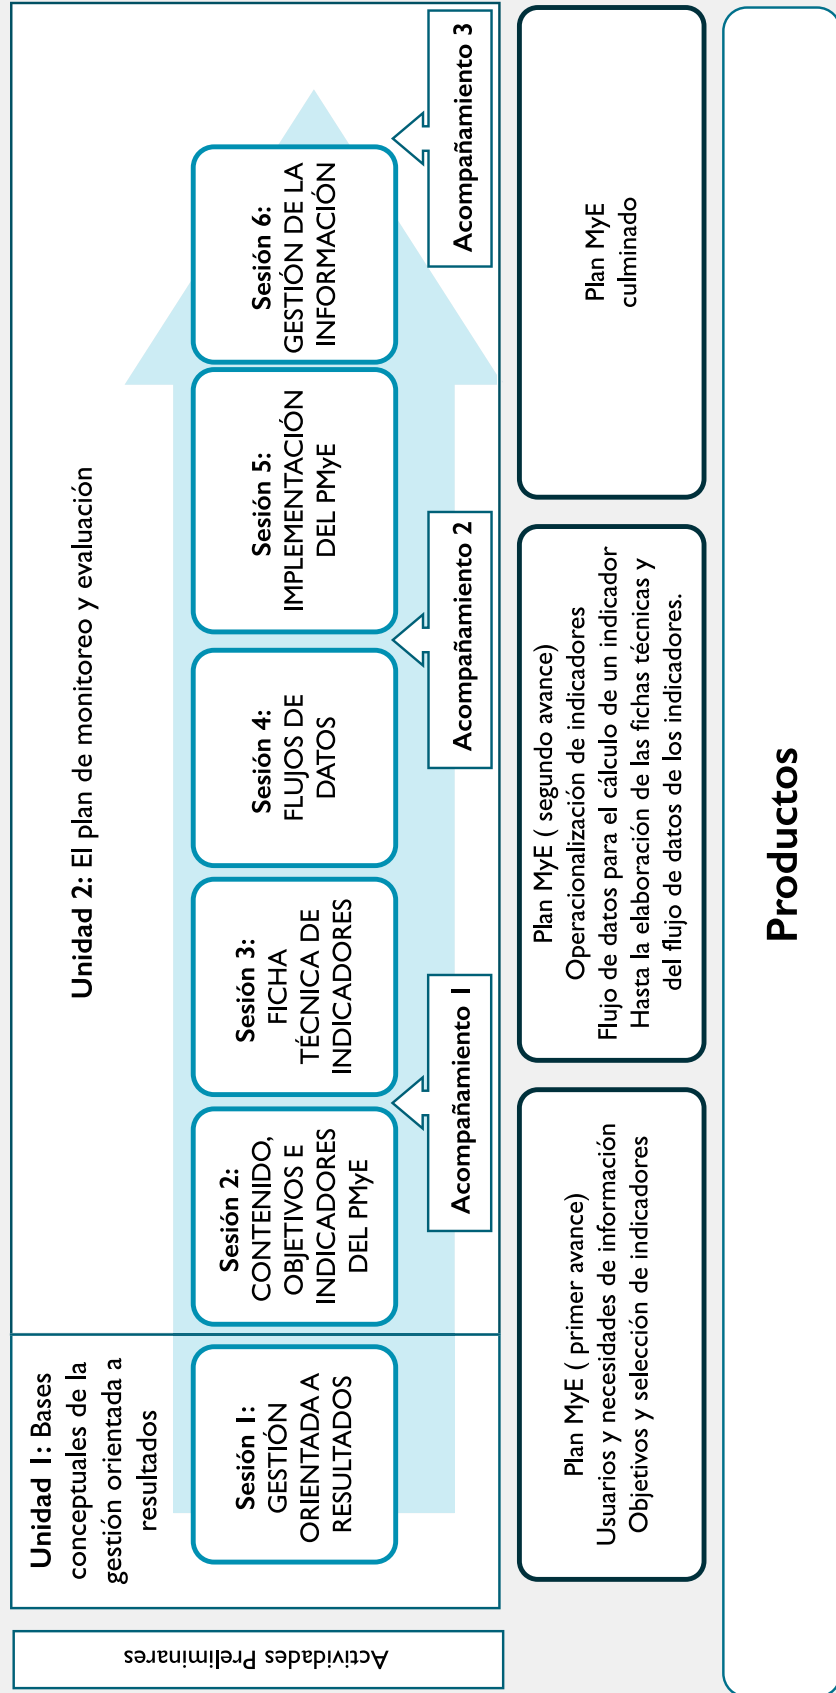 Actividades Preliminares
Unidad 1: Bases
conceptuales de la
gestión orientada a
resultados
Unidad 2: El plan de monitoreo y evaluación
Sesión 1:
GESTIÓN
ORIENTADA A
RESULTADOS
Sesión 2:
CONTENIDO,
OBJETIVOS E
INDICADORES
DEL PMyE
Sesión 3:
FICHA
TÉCNICA DE
INDICADORES
Sesión 4:
FLUJOS DE
DATOS
Sesión 5:
IMPLEMENTACIÓN
DEL PMyE
Sesión 6:
GESTIÓN DE LA
INFORMACIÓN
Acompañamiento 1
Acompañamiento 2
Acompañamiento 3
Plan MyE ( primer avance)
Usuarios y necesidades de información
Objetivos y selección de indicadores
Plan MyE ( segundo avance)
Operacionalización de indicadores
Flujo de datos para el cálculo de un indicador
Hasta la elaboración de las fichas técnicas y
del flujo de datos de los indicadores.
Plan MyE
culminado
Productos